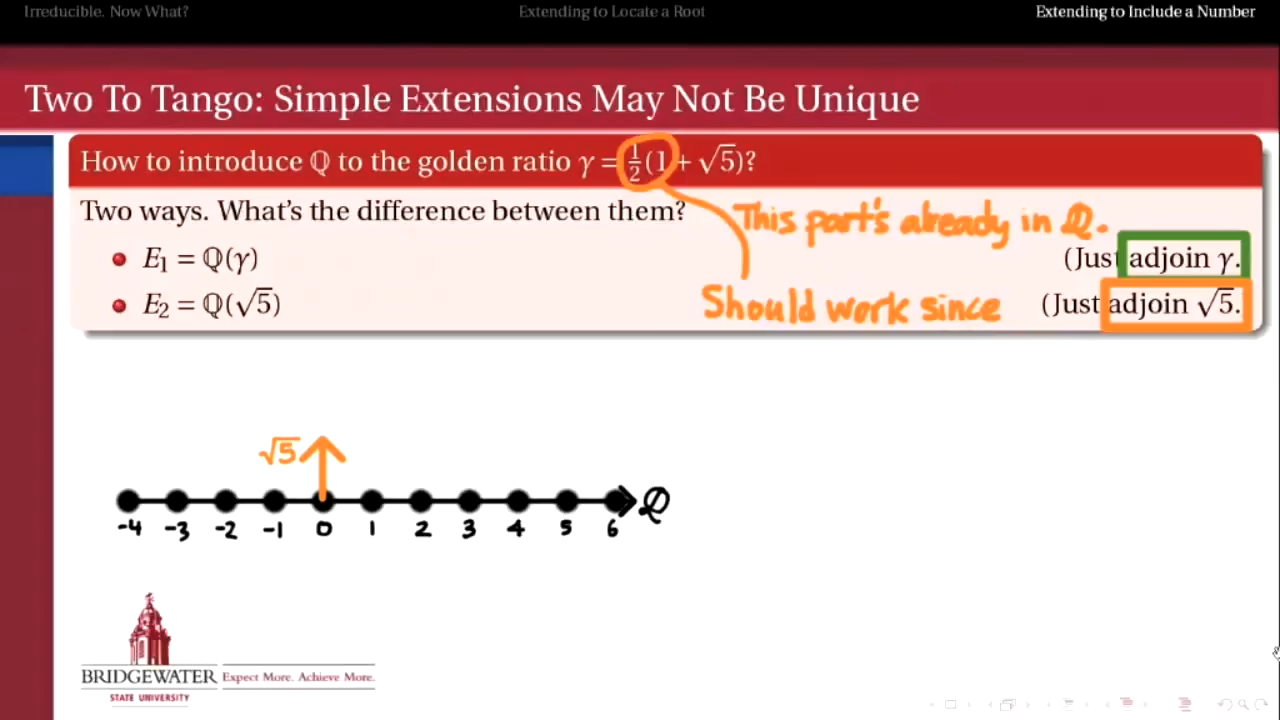 Irreducible. Now What? Extending to Locate a Root Extending to Include a Number
Two To Tango: Simple Extensions May Not Be Unique
How to introduce ℚ to the golden ratio γ = ½(1 + √5)?
Two ways. What's the difference between them?
This part's already in ℚ.
E₁ = ℚ(γ) (Just adjoin γ.
E₂ = ℚ(√5) Should work since (Just adjoin √5.
√5
ℚ
-4 -3 -2 -1 0 1 2 3 4 5 6
BRIDGEWATER Expect More. Achieve More.
STATE UNIVERSITY